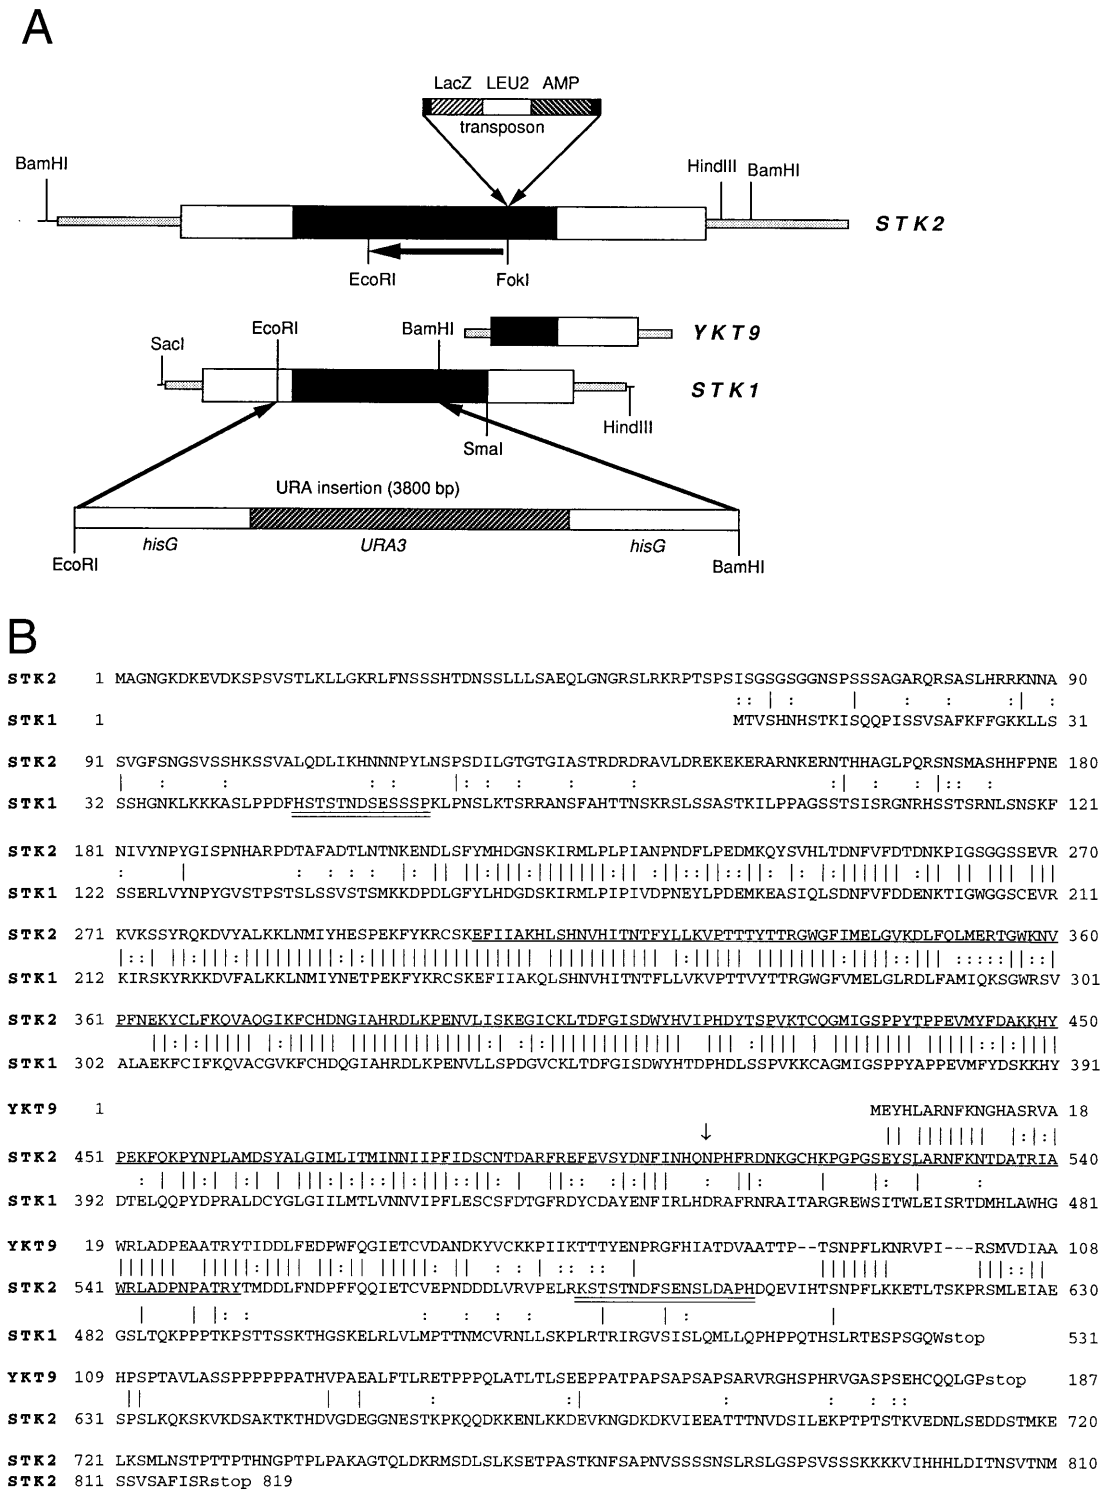 A
LacZ LEU2 AMP
transposon
BamHI
HindIII BamHI
STK2
EcoRI FokI
EcoRI BamHI
YKT9
SacI
STK1
HindIII
SmaI
URA insertion (3800 bp)
hisG URA3 hisG
EcoRI BamHI
B
STK2 1 MAGNGKDKEVDKSPSVSTLKLLGKRLFNSSSHTDNSSLLLSAEQLGNGRSLRKRPTSPSISGSGSGGNSPSSSAGARQRSASLHRRKNNA 90
STK1 1 MTVSHNHSTKISQQPISSVSAFKFFGKKLLS 31
STK2 91 SVGFSNGSVSSHKSSVALQDLIKHNNNPYLNSPSDILGTGTGIASTRDRDRAVLDREKEKERARNKERNTHHAGLPQRSNSMASHHFPNE 180
STK1 32 SSHGNKLKKKASLPPDFHSTSTNDSESSSPKLPNSLKTSRRANSFAHTTNSKRSLSSASTKILPPAGSSTSISRGNRHSSTSRNLSNSKF 121
STK2 181 NIVYNPYGISPNHARPDTAFADTLNTNKENDLSFYMHDGNSKIRMLPLPIANPNDFLPEDMKQYSVHLTDNFVFDTDNKPIGSGGSSEVR 270
STK1 122 SSERLVYNPYGVSTPSTSLSSVSTSMKKDPDLGFYLHDGDSKIRMLPIPIVDPNEYLPDEMKEASIQLSDNFVFDDENKTIGWGGSCEVR 211
STK2 271 KVKSSYRQKDVYALKKLNMIYHESPEKFYKRCSKEFIIAKHLSHNVHITNTFYLLKVPTTTYTTRGWGFIMELGVKDLFQLMERTGWKNV 360
STK1 212 KIRSKYRKKDVFALKKLNMIYNETPEKFYKRCSKEFIIAKQLSHNVHITNTFLLVKVPTTVYTTRGWGFVMELGLRDLFAMIQKSGWRSV 301
STK2 361 PFNEKYCLFKQVAQGIKFCHDNGIAHRDLKPENVLISKEGICKLTDFGISDWYHVIPHDYTSPVKTCQGMIGSPPYTPPEVMYFDAKKHY 450
STK1 302 ALAEKFCIFKQVACGVKFCHDQGIAHRDLKPENVLLSPDGVCKLTDFGISDWYHTDPHDLSSPVKKCAGMIGSPPYAPPEVMFYDSKKHY 391
YKT9 1 MEYHLARNFKNGHASRVA 18
↓
STK2 451 PEKFQKPYNPLAMDSYALGIMLITMINNIIPFIDSCNTDARFREFEVSYDNFINHQNPHFRDNKGCHKPGPGSEYSLARNFKNTDATRIA 540
STK1 392 DTELQQPYDPRALDCYGLGIILMTLVNNVIPFLESCSFDTGFRDYCDAYENFIRLHDRAFRNRAITARGREWSITWLEISRTDMHLAWHG 481
YKT9 19 WRLADPEAATRYTIDDLFEDPWFQGIETCVDANDKYVCKKPIIKTTTYENPRGFHIATDVAATTP--TSNPFLKNRVPI---RSMVDIAA 108
STK2 541 WRLADPNPATRYTMDDLFNDPFFQQIETCVEPNDDDLVRVPELRKSTSTNDFSENSLDAPHDQEVIHTSNPFLKKETLTSKPRSMLEIAE 630
STK1 482 GSLTQKPPPTKPSTTSSKTHGSKELRLVLMPTTNMCVRNLLSKPLRTRIRGVSISLQMLLQPHPPQTHSLRTESPSGQWstop 531
YKT9 109 HPSPTAVLASSPPPPPPPATHVPAEALFTLRETPPPQLATLTLSEEPPATPAPSAPSAPSARVRGHSPHRVGASPSEHCQQLGPstop 187
STK2 631 SPSLKQKSKVKDSAKTKTHDVGDEGGNESTKPKQQDKKENLKKDEVKNGDKDKVIEEATTTNVDSILEKPTPTSTKVEDNLSEDDSTMKE 720
STK2 721 LKSMLNSTPTTPTHNGPTPLPAKAGTQLDKRMSDLSLKSETPASTKNFSAPNVSSSSNSLRSLGSPSVSSSKKKKVIHHHLDITNSVTNM 810
STK2 811 SSVSAFISRstop 819